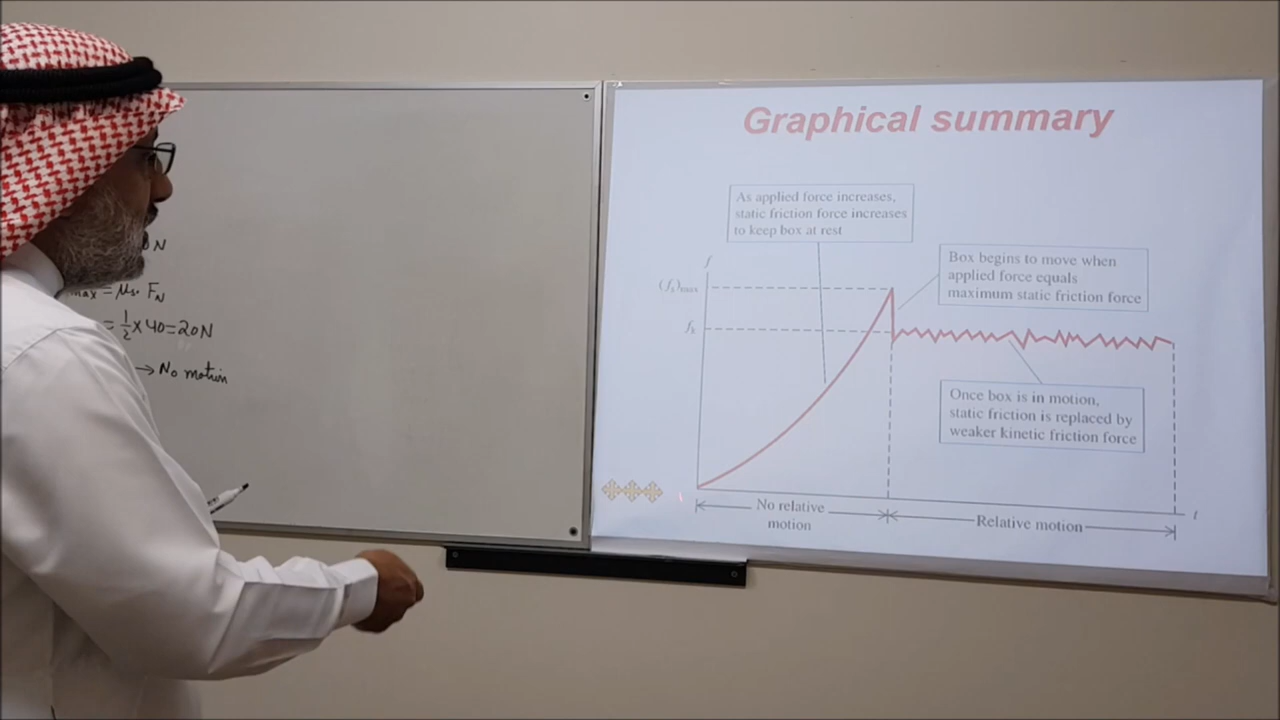 N
max = μs. FN
= 1/2 x 40 = 20N
→ No motion
Graphical summary
As applied force increases,
static friction force increases
to keep box at rest
f
Box begins to move when
applied force equals
maximum static friction force
(fs)max
fk
Once box is in motion,
static friction is replaced by
weaker kinetic friction force
No relative
motion
Relative motion
t